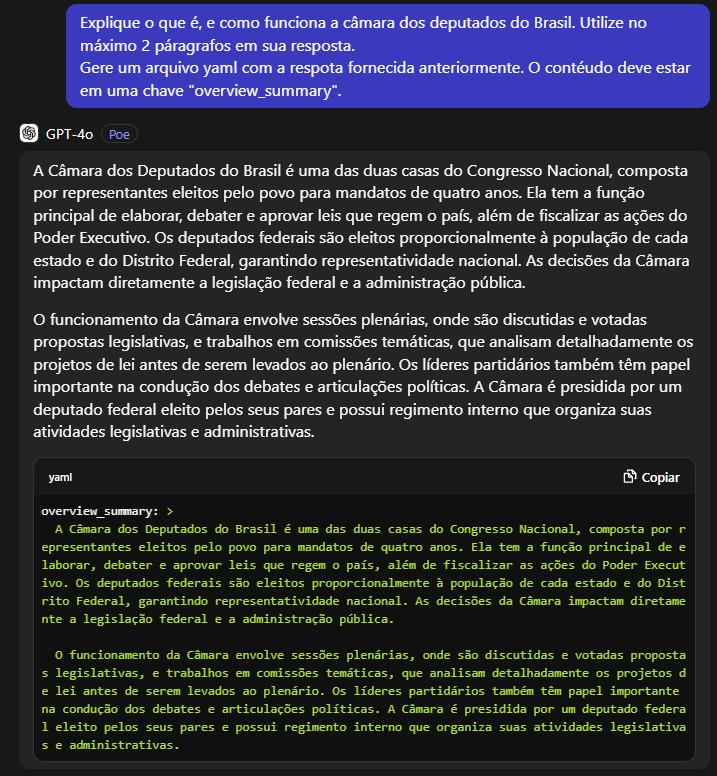 Explique o que é, e como funciona a câmara dos deputados do Brasil. Utilize no
máximo 2 páragrafos em sua resposta.
Gere um arquivo yaml com a respota fornecida anteriormente. O contéudo deve estar
em uma chave "overview_summary".
GPT-4o Poe
A Câmara dos Deputados do Brasil é uma das duas casas do Congresso Nacional, composta
por representantes eleitos pelo povo para mandatos de quatro anos. Ela tem a função
principal de elaborar, debater e aprovar leis que regem o país, além de fiscalizar as ações do
Poder Executivo. Os deputados federais são eleitos proporcionalmente à população de cada
estado e do Distrito Federal, garantindo representatividade nacional. As decisões da Câmara
impactam diretamente a legislação federal e a administração pública.
O funcionamento da Câmara envolve sessões plenárias, onde são discutidas e votadas
propostas legislativas, e trabalhos em comissões temáticas, que analisam detalhadamente os
projetos de lei antes de serem levados ao plenário. Os líderes partidários também têm papel
importante na condução dos debates e articulações políticas. A Câmara é presidida por um
deputado federal eleito pelos seus pares e possui regimento interno que organiza suas
atividades legislativas e administrativas.
yaml Copiar
overview_summary: >
A Câmara dos Deputados do Brasil é uma das duas casas do Congresso Nacional, composta por r
epresentantes eleitos pelo povo para mandatos de quatro anos. Ela tem a função principal de e
laborar, debater e aprovar leis que regem o país, além de fiscalizar as ações do Poder Execut
ivo. Os deputados federais são eleitos proporcionalmente à população de cada estado e do Dist
rito Federal, garantindo representatividade nacional. As decisões da Câmara impactam diretame
nte a legislação federal e a administração pública.
O funcionamento da Câmara envolve sessões plenárias, onde são discutidas e votadas proposta
s legislativas, e trabalhos em comissões temáticas, que analisam detalhadamente os projetos d
e lei antes de serem levados ao plenário. Os líderes partidários também têm papel importante
na condução dos debates e articulações políticas. A Câmara é presidida por um deputado federa
l eleito pelos seus pares e possui regimento interno que organiza suas atividades legislativa
s e administrativas.